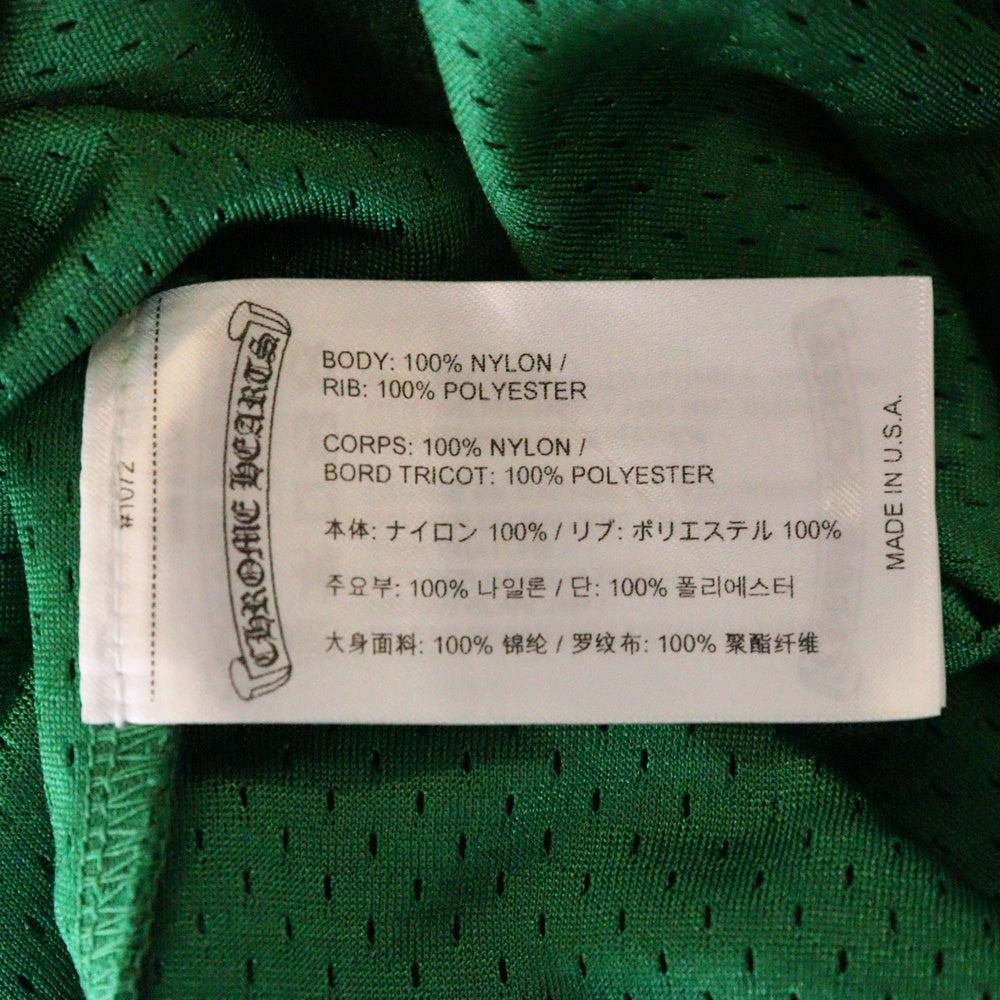 CHROME HEARTS
BODY: 100% NYLON /
RIB: 100% POLYESTER
CORPS: 100% NYLON /
BORD TRICOT: 100% POLYESTER
本体: ナイロン 100% / リブ: ポリエステル 100%
주요부: 100% 나일론 / 단: 100% 폴리에스터
大身面料: 100% 锦纶 / 罗纹布: 100% 聚酯纤维
MADE IN U.S.A.
#1072